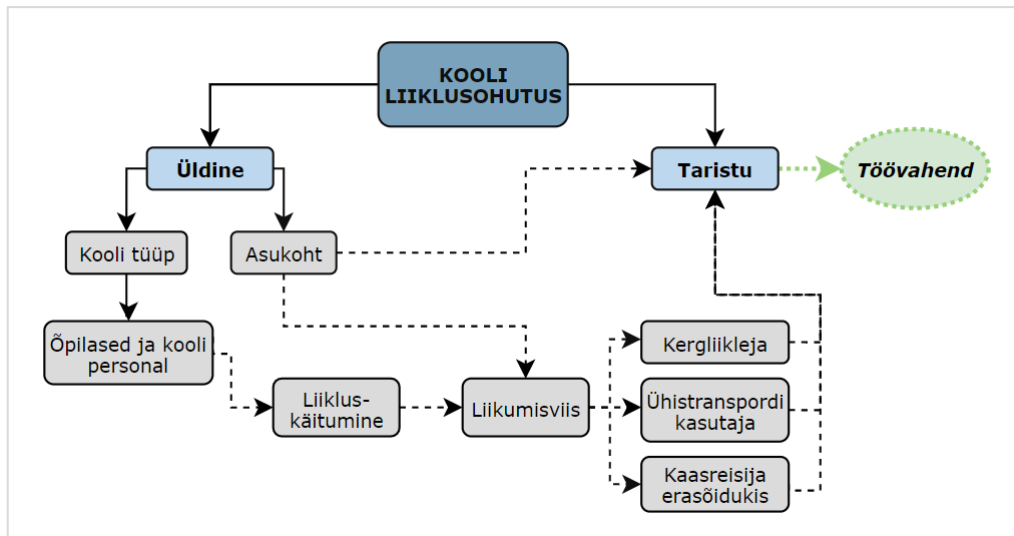 KOOLI
LIIKLUSOHUTUS
Üldine
Taristu
Töövahend
Kooli tüüp
Asukoht
Õpilased ja kooli
personal
Liiklus-
käitumine
Liikumisviis
Kergliikleja
Ühistranspordi
kasutaja
Kaasreisija
erasõidukis